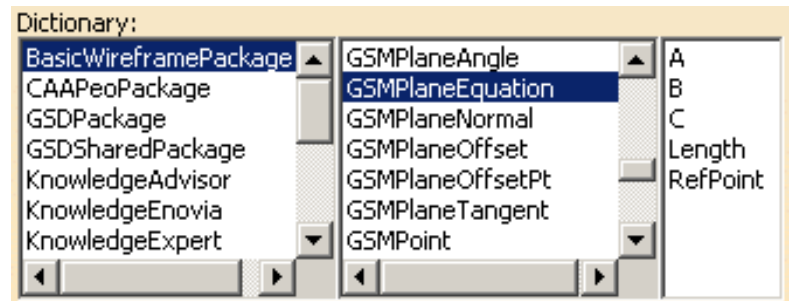 Dictionary:
BasicWireframePackage
CAAPeoPackage
GSDPackage
GSDSharedPackage
KnowledgeAdvisor
KnowledgeEnovia
KnowledgeExpert
GSMPlaneAngle
GSMPlaneEquation
GSMPlaneNormal
GSMPlaneOffset
GSMPlaneOffsetPt
GSMPlaneTangent
GSMPoint
A
B
C
Length
RefPoint